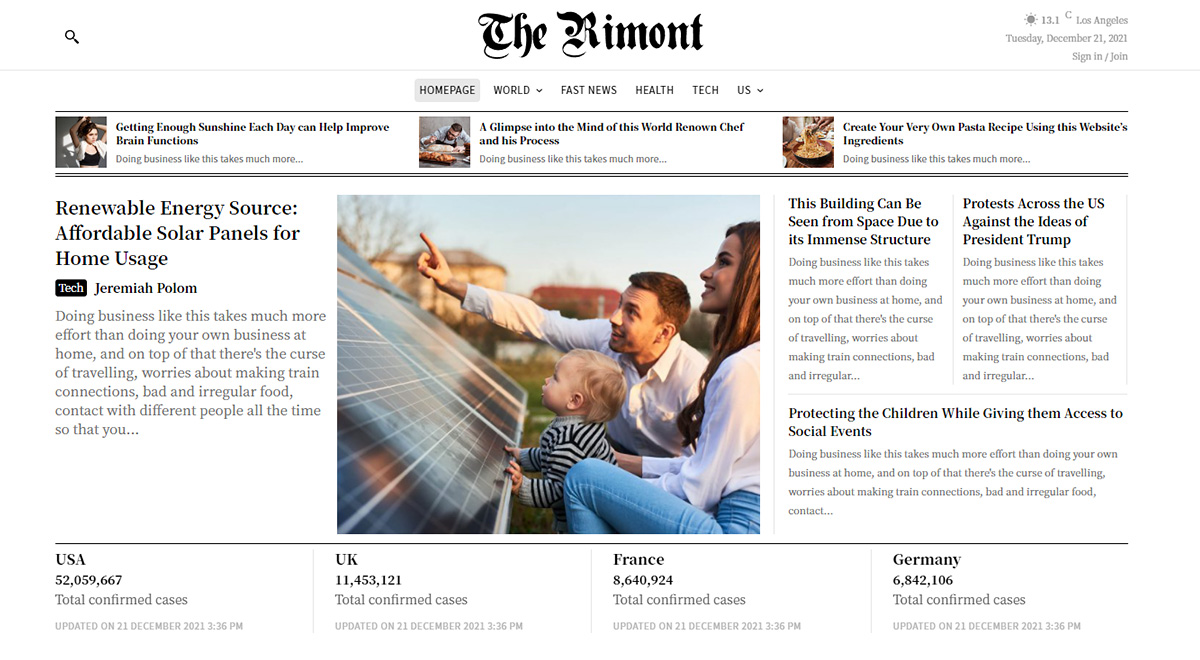 The Rimont
13.1 C Los Angeles
Tuesday, December 21, 2021
Sign in / Join
HOMEPAGE WORLD FAST NEWS HEALTH TECH US
Getting Enough Sunshine Each Day can Help Improve
Brain Functions
Doing business like this takes much more...
A Glimpse into the Mind of this World Renown Chef
and his Process
Doing business like this takes much more...
Create Your Very Own Pasta Recipe Using this Website's
Ingredients
Doing business like this takes much more...
Renewable Energy Source:
Affordable Solar Panels for
Home Usage
Tech Jeremiah Polom
Doing business like this takes much more
effort than doing your own business at
home, and on top of that there's the curse
of travelling, worries about making train
connections, bad and irregular food,
contact with different people all the time
so that you...
This Building Can Be
Seen from Space Due to
its Immense Structure
Doing business like this takes
much more effort than doing
your own business at home, and
on top of that there's the curse
of travelling, worries about
making train connections, bad
and irregular...
Protests Across the US
Against the Ideas of
President Trump
Doing business like this takes
much more effort than doing
your own business at home, and
on top of that there's the curse
of travelling, worries about
making train connections, bad
and irregular...
Protecting the Children While Giving them Access to
Social Events
Doing business like this takes much more effort than doing your own
business at home, and on top of that there's the curse of travelling,
worries about making train connections, bad and irregular food,
contact...
USA
52,059,667
Total confirmed cases
UPDATED ON 21 DECEMBER 2021 3:36 PM
UK
11,453,121
Total confirmed cases
UPDATED ON 21 DECEMBER 2021 3:36 PM
France
8,640,924
Total confirmed cases
UPDATED ON 21 DECEMBER 2021 3:36 PM
Germany
6,842,106
Total confirmed cases
UPDATED ON 21 DECEMBER 2021 3:36 PM